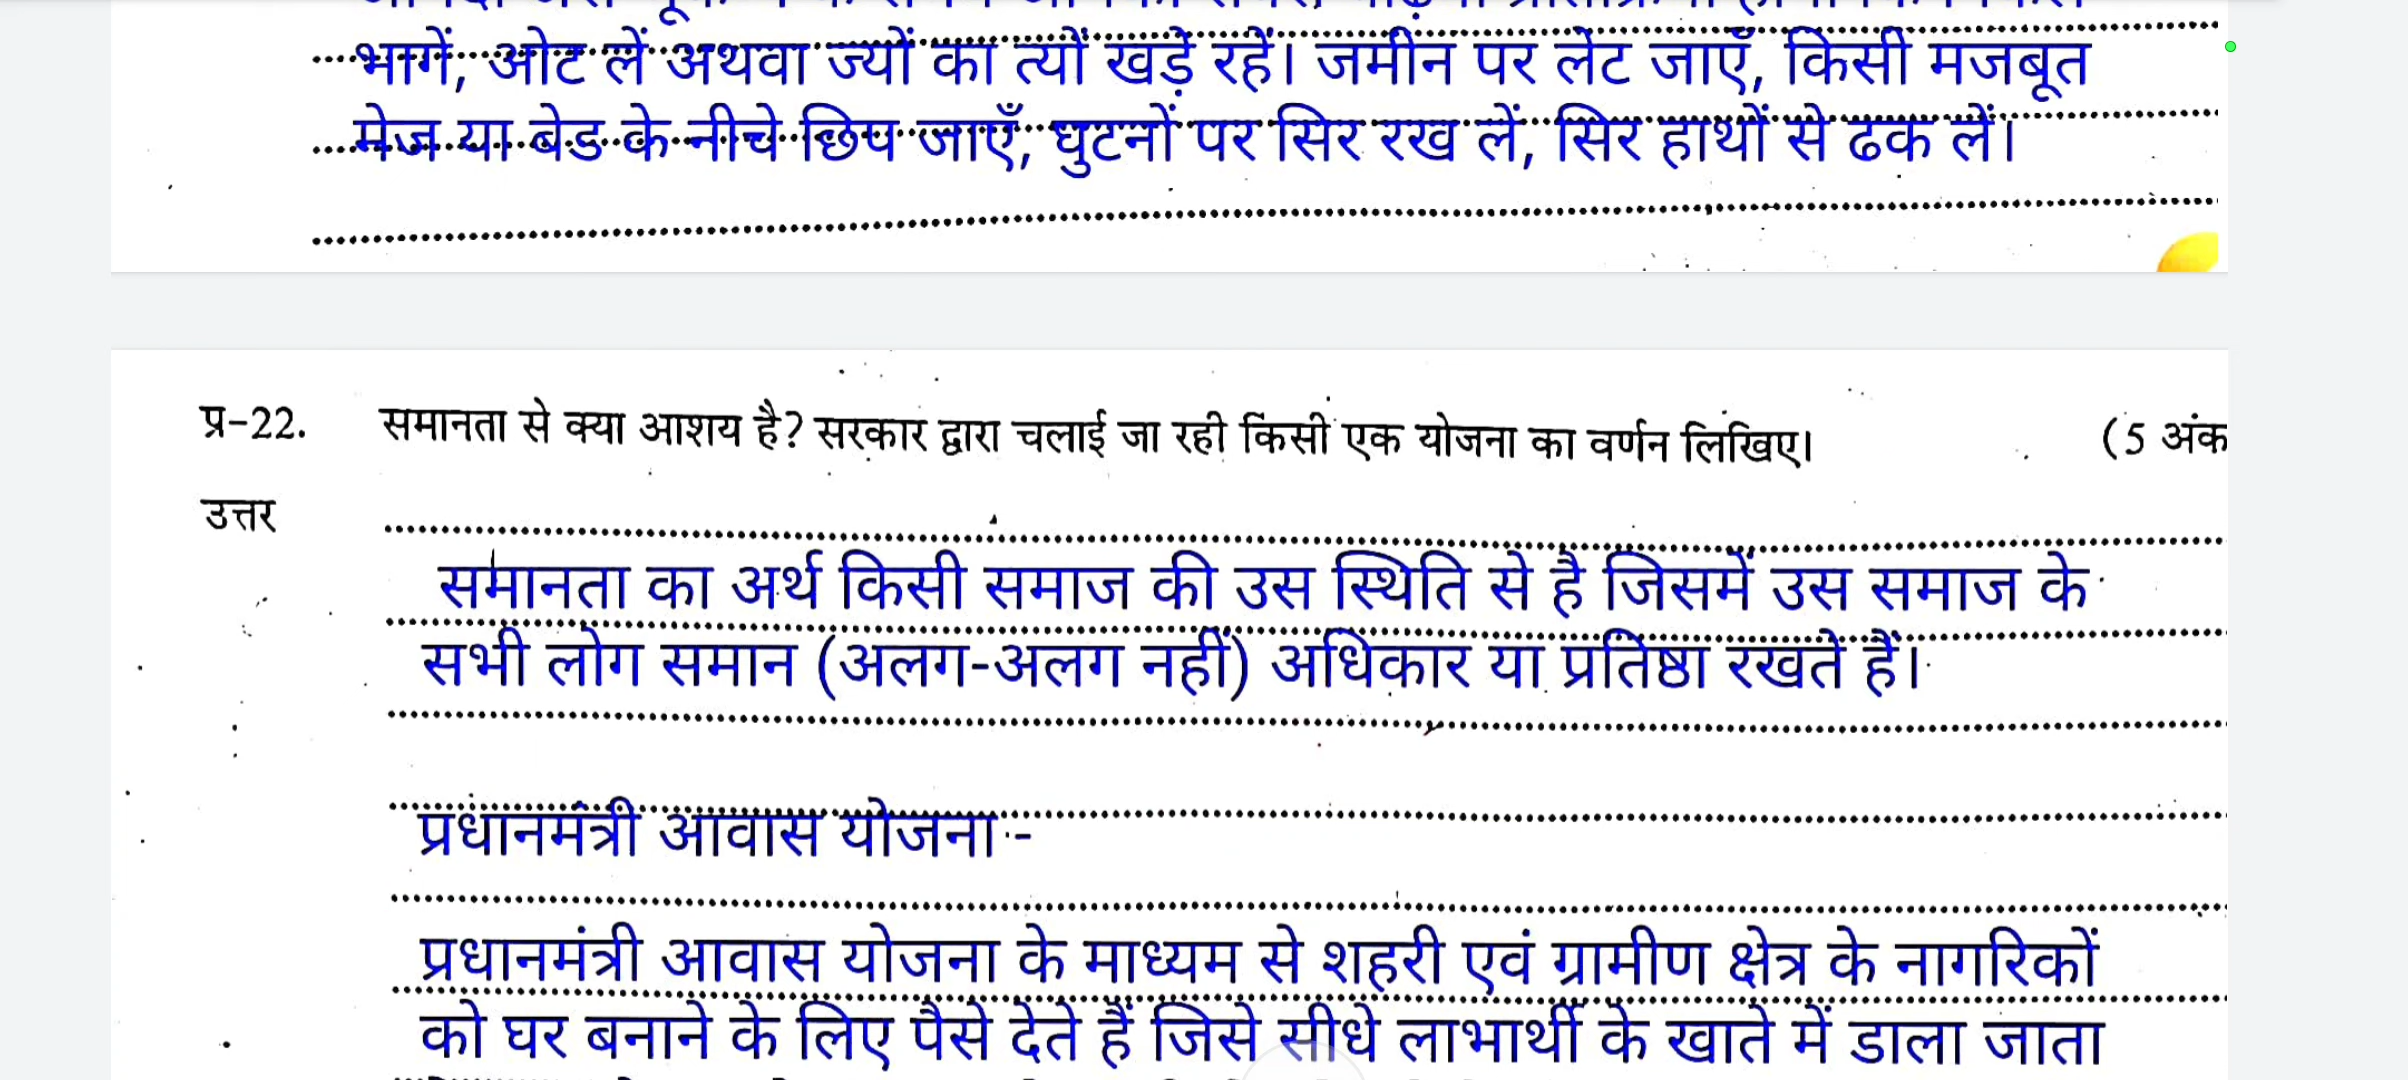 भागें, ओट लें अथवा ज्यों का त्यों खड़े रहें। जमीन पर लेट जाएँ, किसी मजबूत
मेज या बेड के नीचे छिप जाएँ, घुटनों पर सिर रख लें, सिर हाथों से ढक लें।
प्र-22. समानता से क्या आशय है? सरकार द्वारा चलाई जा रही किसी एक योजना का वर्णन लिखिए। (5 अंक
उत्तर
समानता का अर्थ किसी समाज की उस स्थिति से है जिसमें उस समाज के
सभी लोग समान (अलग-अलग नहीं) अधिकार या प्रतिष्ठा रखते हैं।
प्रधानमंत्री आवास योजना -
प्रधानमंत्री आवास योजना के माध्यम से शहरी एवं ग्रामीण क्षेत्र के नागरिकों
को घर बनाने के लिए पैसे देते हैं जिसे सीधे लाभार्थी के खाते में डाला जाता